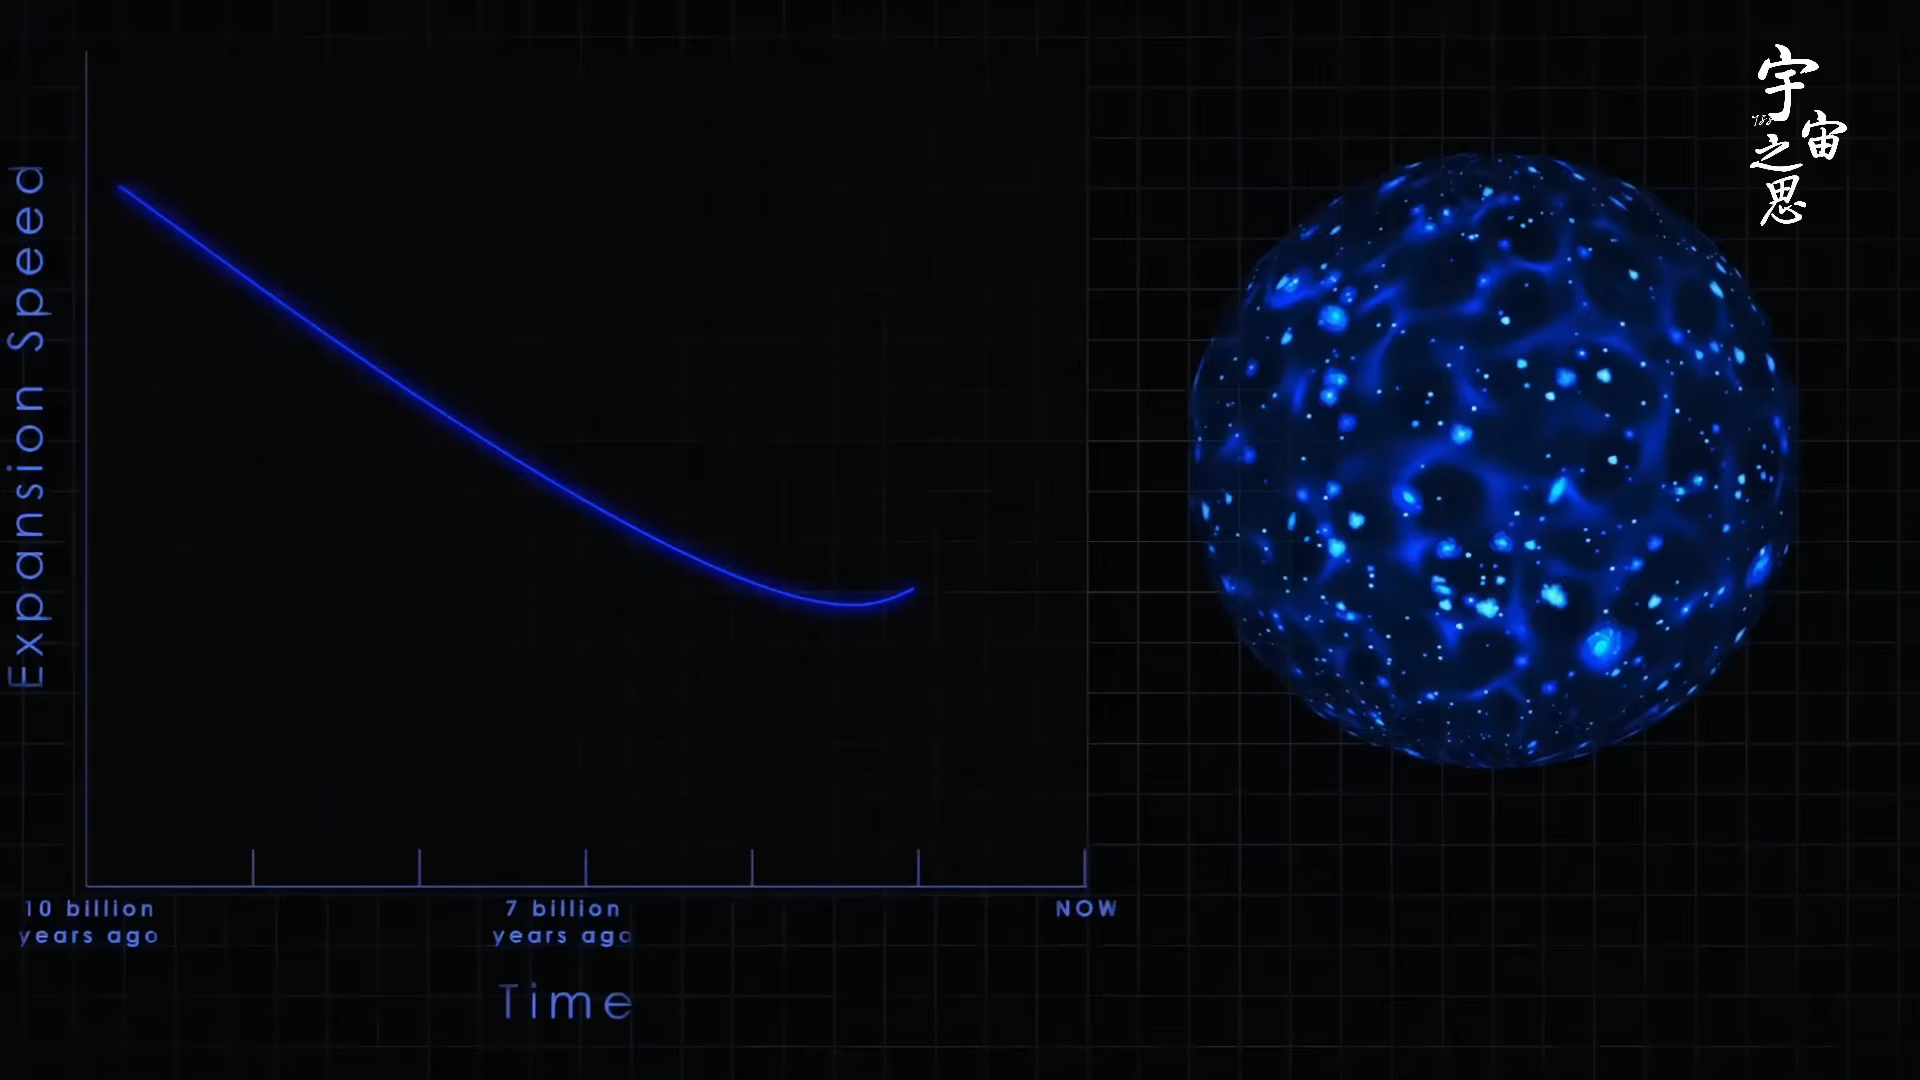 Expansion Speed
10 billion
years ago
7 billion
years ago
NOW
Time
宇宙之思